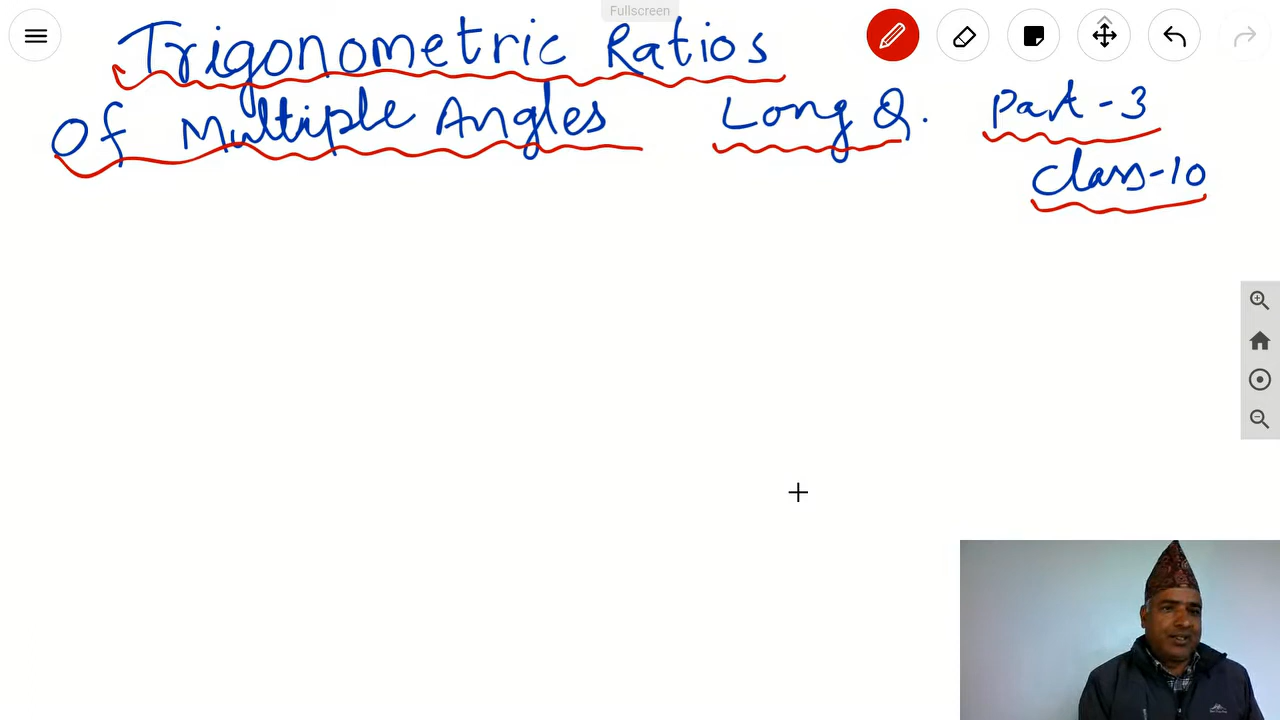 Fullscreen
Trigonometric Ratios
Of Multiple Angles Long Q. Part-3
Class-10